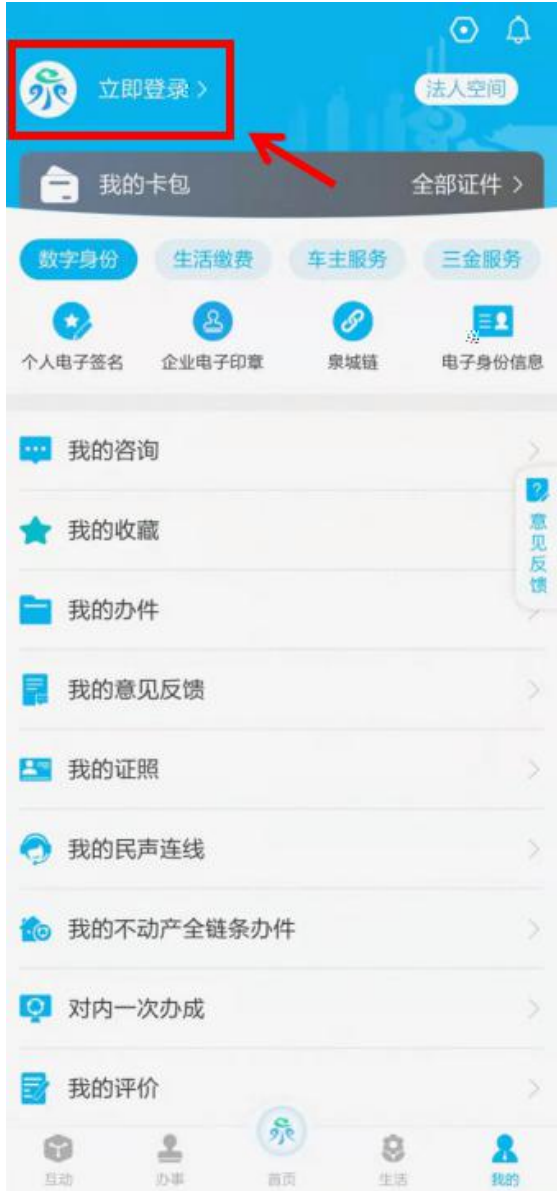 立即登录
法人空间
我的卡包 全部证件
数字身份 生活缴费 车主服务 三金服务
个人电子签名 企业电子印章 泉城链 电子身份信息
我的咨询
我的收藏
意见反馈
我的办件
我的意见反馈
我的证照
我的民声连线
我的不动产全链条办件
对内一次办成
我的评价
互动 办事 首页 生活 我的